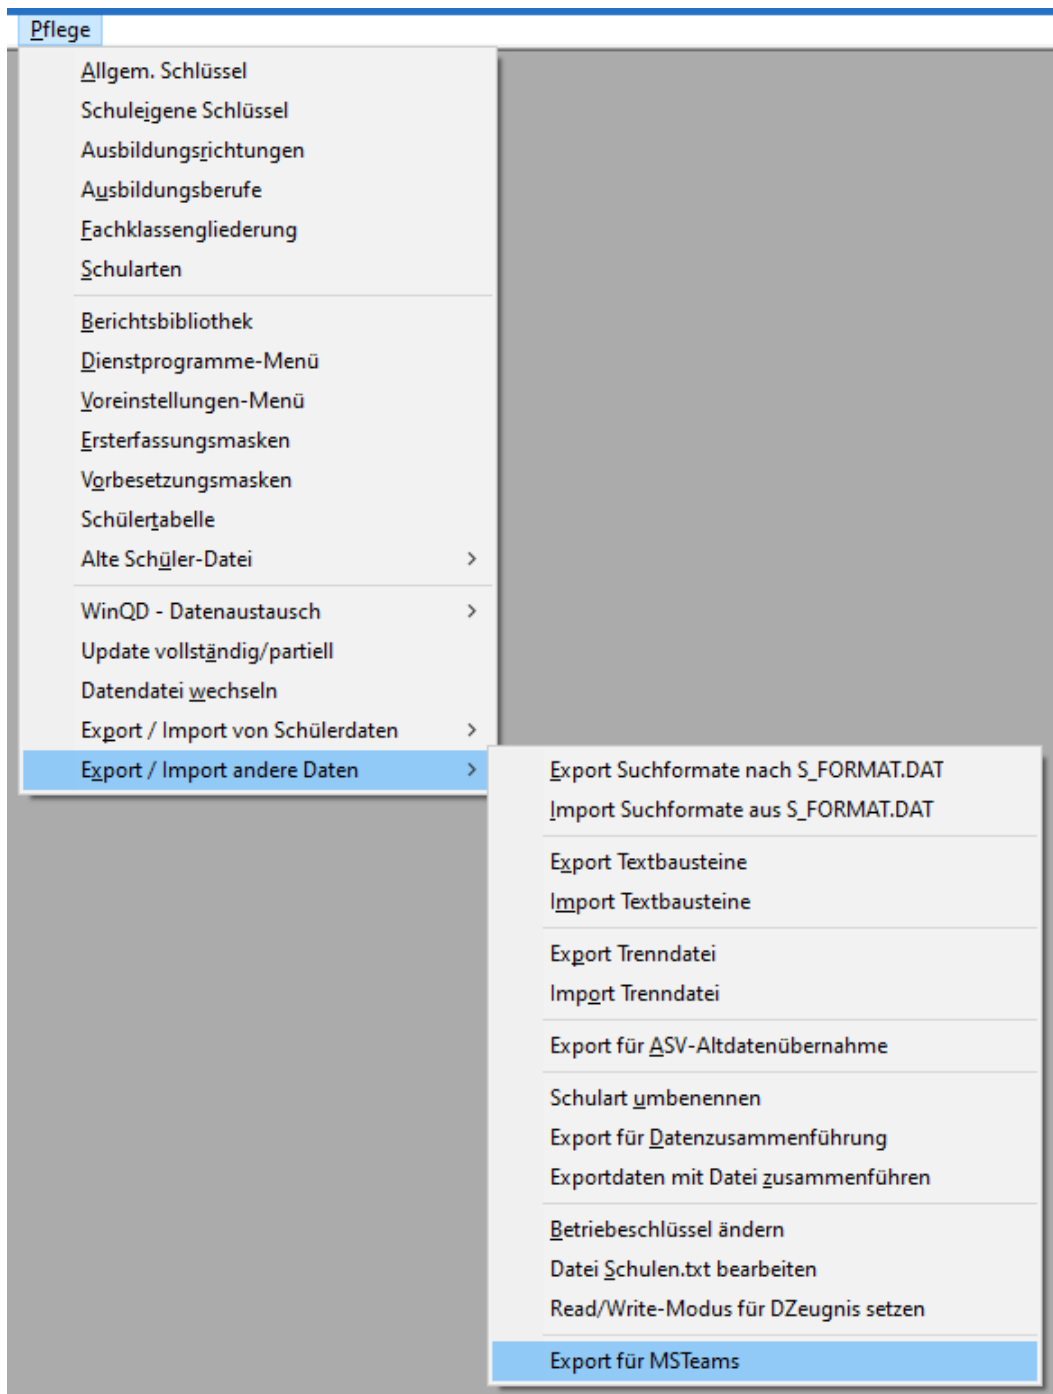 Pflege
Allgem. Schlüssel
Schuleigene Schlüssel
Ausbildungsrichtungen
Ausbildungsberufe
Fachklassengliederung
Schularten
Berichtsbibliothek
Dienstprogramme-Menü
Voreinstellungen-Menü
Ersterfassungsmasken
Vorbesetzungsmasken
Schülertabelle
Alte Schüler-Datei
WinQD - Datenaustausch
Update vollständig/partiell
Datendatei wechseln
Export / Import von Schülerdaten
Export / Import andere Daten
Export Suchformate nach S_FORMAT.DAT
Import Suchformate aus S_FORMAT.DAT
Export Textbausteine
Import Textbausteine
Export Trenndatei
Import Trenndatei
Export für ASV-Altdatenübernahme
Schulart umbenennen
Export für Datenzusammenführung
Exportdaten mit Datei zusammenführen
Betriebeschlüssel ändern
Datei Schulen.txt bearbeiten
Read/Write-Modus für DZeugnis setzen
Export für MSTeams